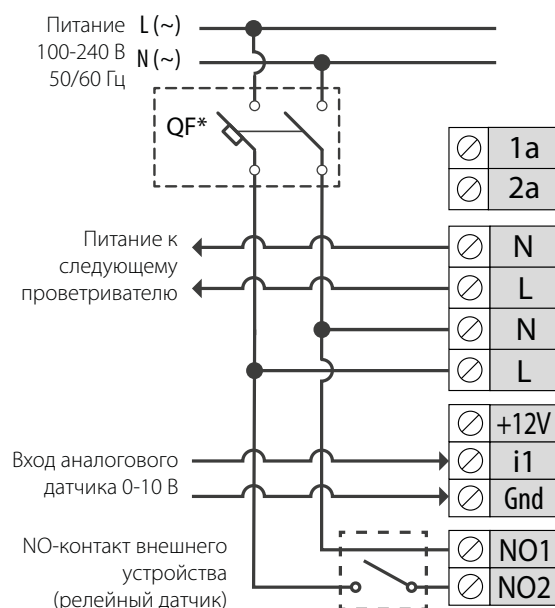 Питание L (~)
100-240 В N (~)
50/60 Гц
QF*
1a
2a
Питание к
следующему
проветривателю
N
L
N
L
+12V
Вход аналогового
датчика 0-10 В
i1
Gnd
NO-контакт внешнего
устройства
(релейный датчик)
NO1
NO2